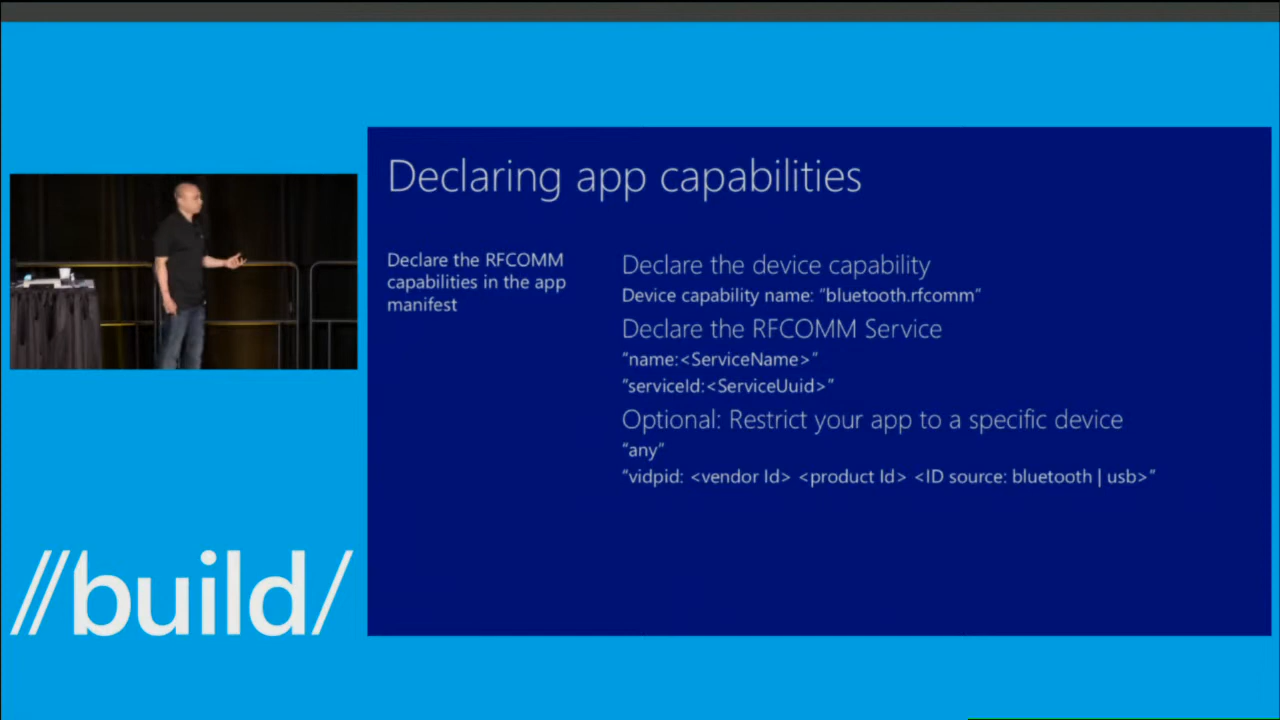 Declaring app capabilities
Declare the RFCOMM
capabilities in the app
manifest
Declare the device capability
Device capability name: “bluetooth.rfcomm”
Declare the RFCOMM Service
“name:<ServiceName>”
“serviceId:<ServiceUuid>”
Optional: Restrict your app to a specific device
“any”
“vidpid: <vendor Id> <product Id> <ID source: bluetooth | usb>”
//build/